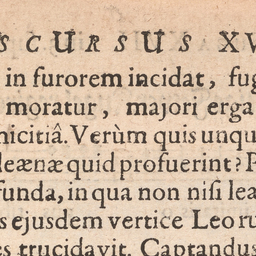 S C U R S U S XV
in furorem incidat, fug
moratur, majori erga
nicitiâ. Verùm quis unqu
leænæ quid profuerint? P
funda, in qua non nisi lea
s ejusdem vertice Leo ru
es trucidavit. Captandus